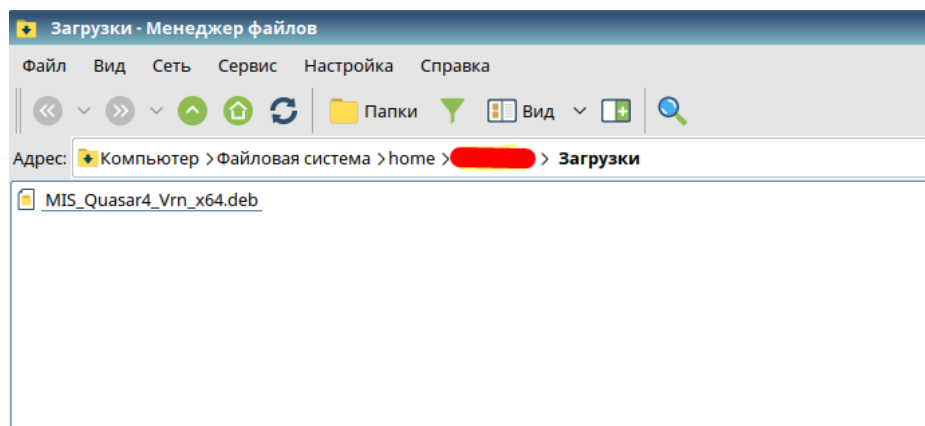 Загрузки - Менеджер файлов
Файл Вид Сеть Сервис Настройка Справка
Папки Вид
Адрес: Компьютер > Файловая система > home > > Загрузки
MIS_Quasar4_Vrn_x64.deb